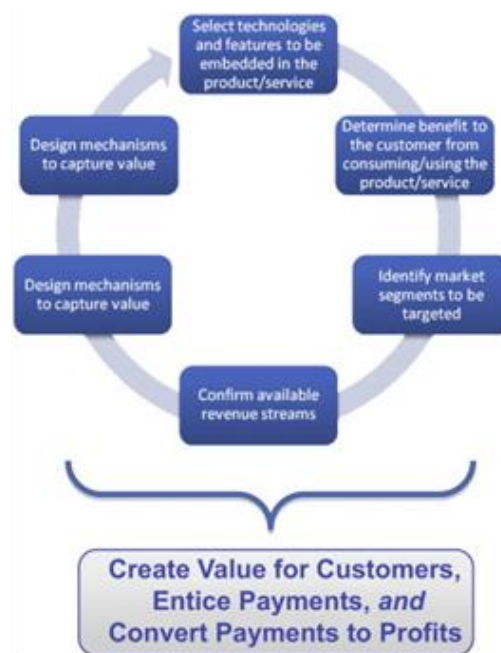 Select technologies
and features to be
embedded in the
product/service
Determine benefit to
the customer from
consuming/using the
product/service
Identify market
segments to be
targeted
Confirm available
revenue streams
Design mechanisms
to capture value
Design mechanisms
to capture value
Create Value for Customers,
Entice Payments, and
Convert Payments to Profits